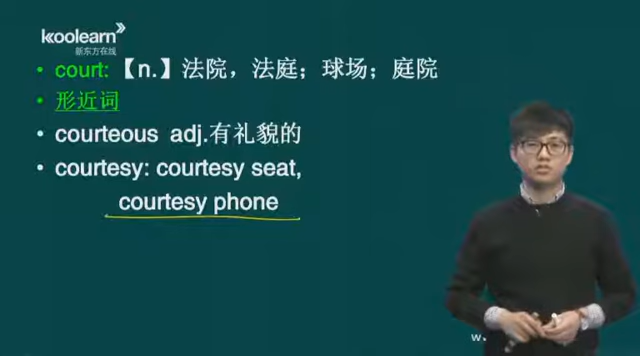 koolearn
新东方在线
court:【n.】法院，法庭；球场；庭院
形近词
courteous adj.有礼貌的
courtesy: courtesy seat,
courtesy phone
w.